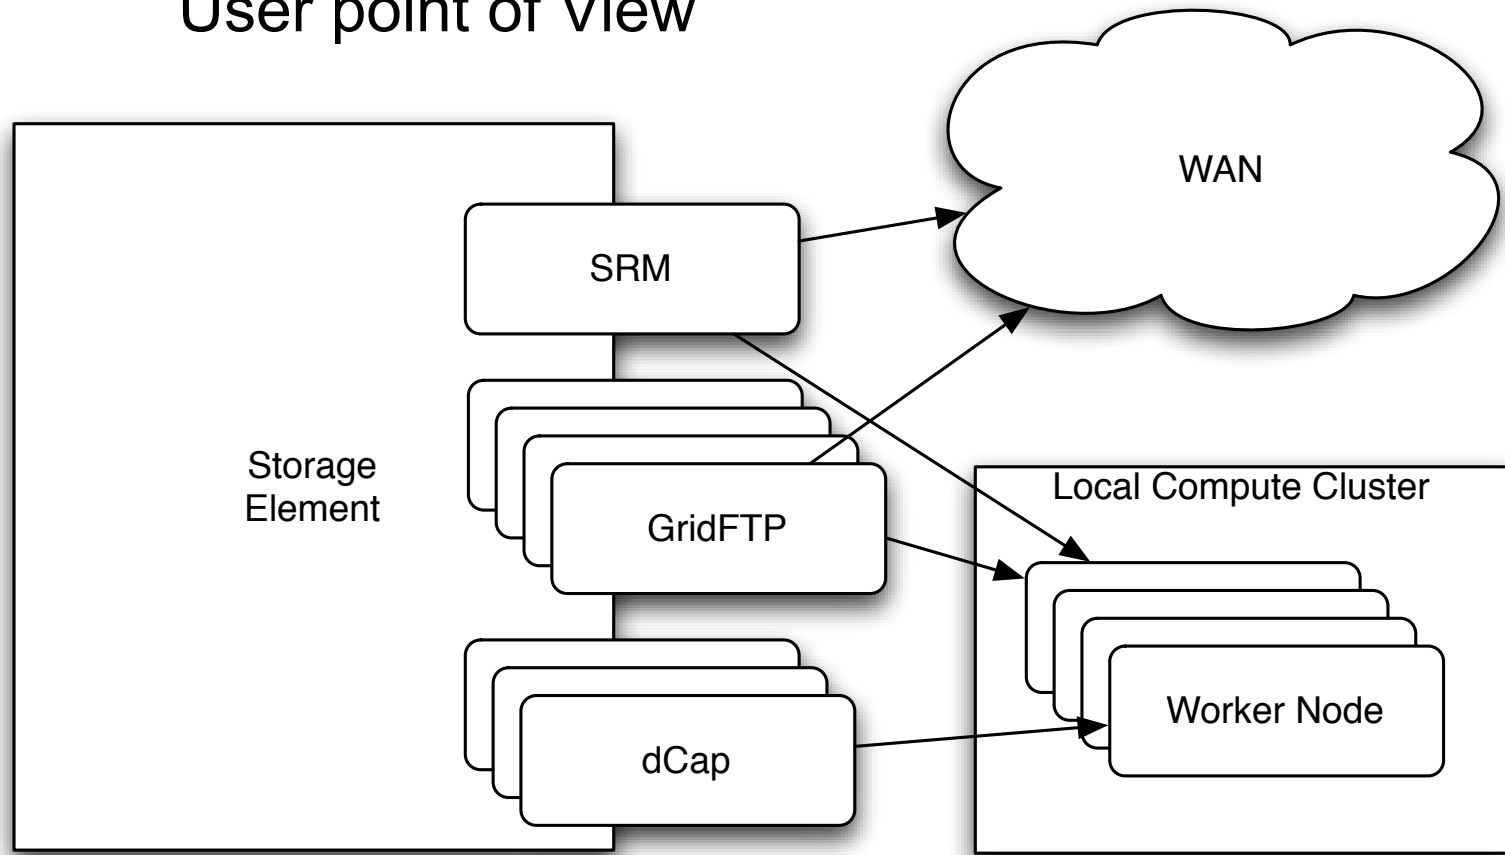 User point of View
WAN
SRM
Storage
Element
GridFTP
Local Compute Cluster
Worker Node
dCap